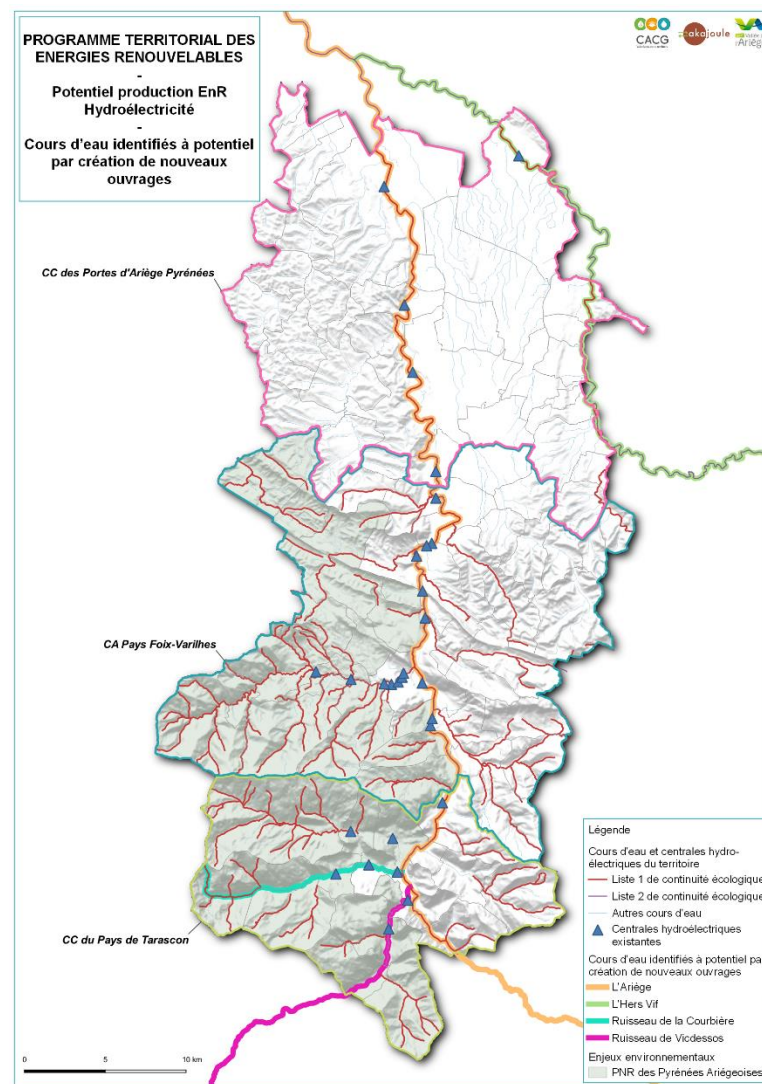 PROGRAMME TERRITORIAL DES
ENERGIES RENOUVELABLES
-
Potentiel production EnR
Hydroélectricité
-
Cours d'eau identifiés à potentiel
par création de nouveaux
ouvrages
CACG
akajoule
CC des Portes d'Ariège Pyrénées
CA Pays Foix-Varilhes
CC du Pays de Tarascon
Légende
Cours d'eau et centrales hydro-
électriques du territoire
Liste 1 de continuité écologique
Liste 2 de continuité écologique
Autres cours d'eau
Centrales hydroélectriques
existantes
Cours d'eau identifiés à potentiel par
création de nouveaux ouvrages
L'Ariège
L'Hers Vif
Ruisseau de la Courbière
Ruisseau de Vicdessos
Enjeux environnementaux
PNR des Pyrénées Ariégeoises
0 5 10 km